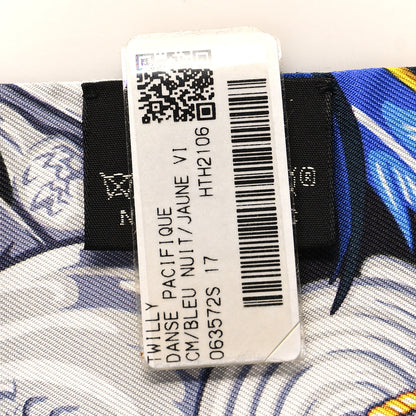 TWILLY
DANSE PACIFIQUE
CM/BLEU NUIT/JAUNE VI
063572S 17 HTH2106
®